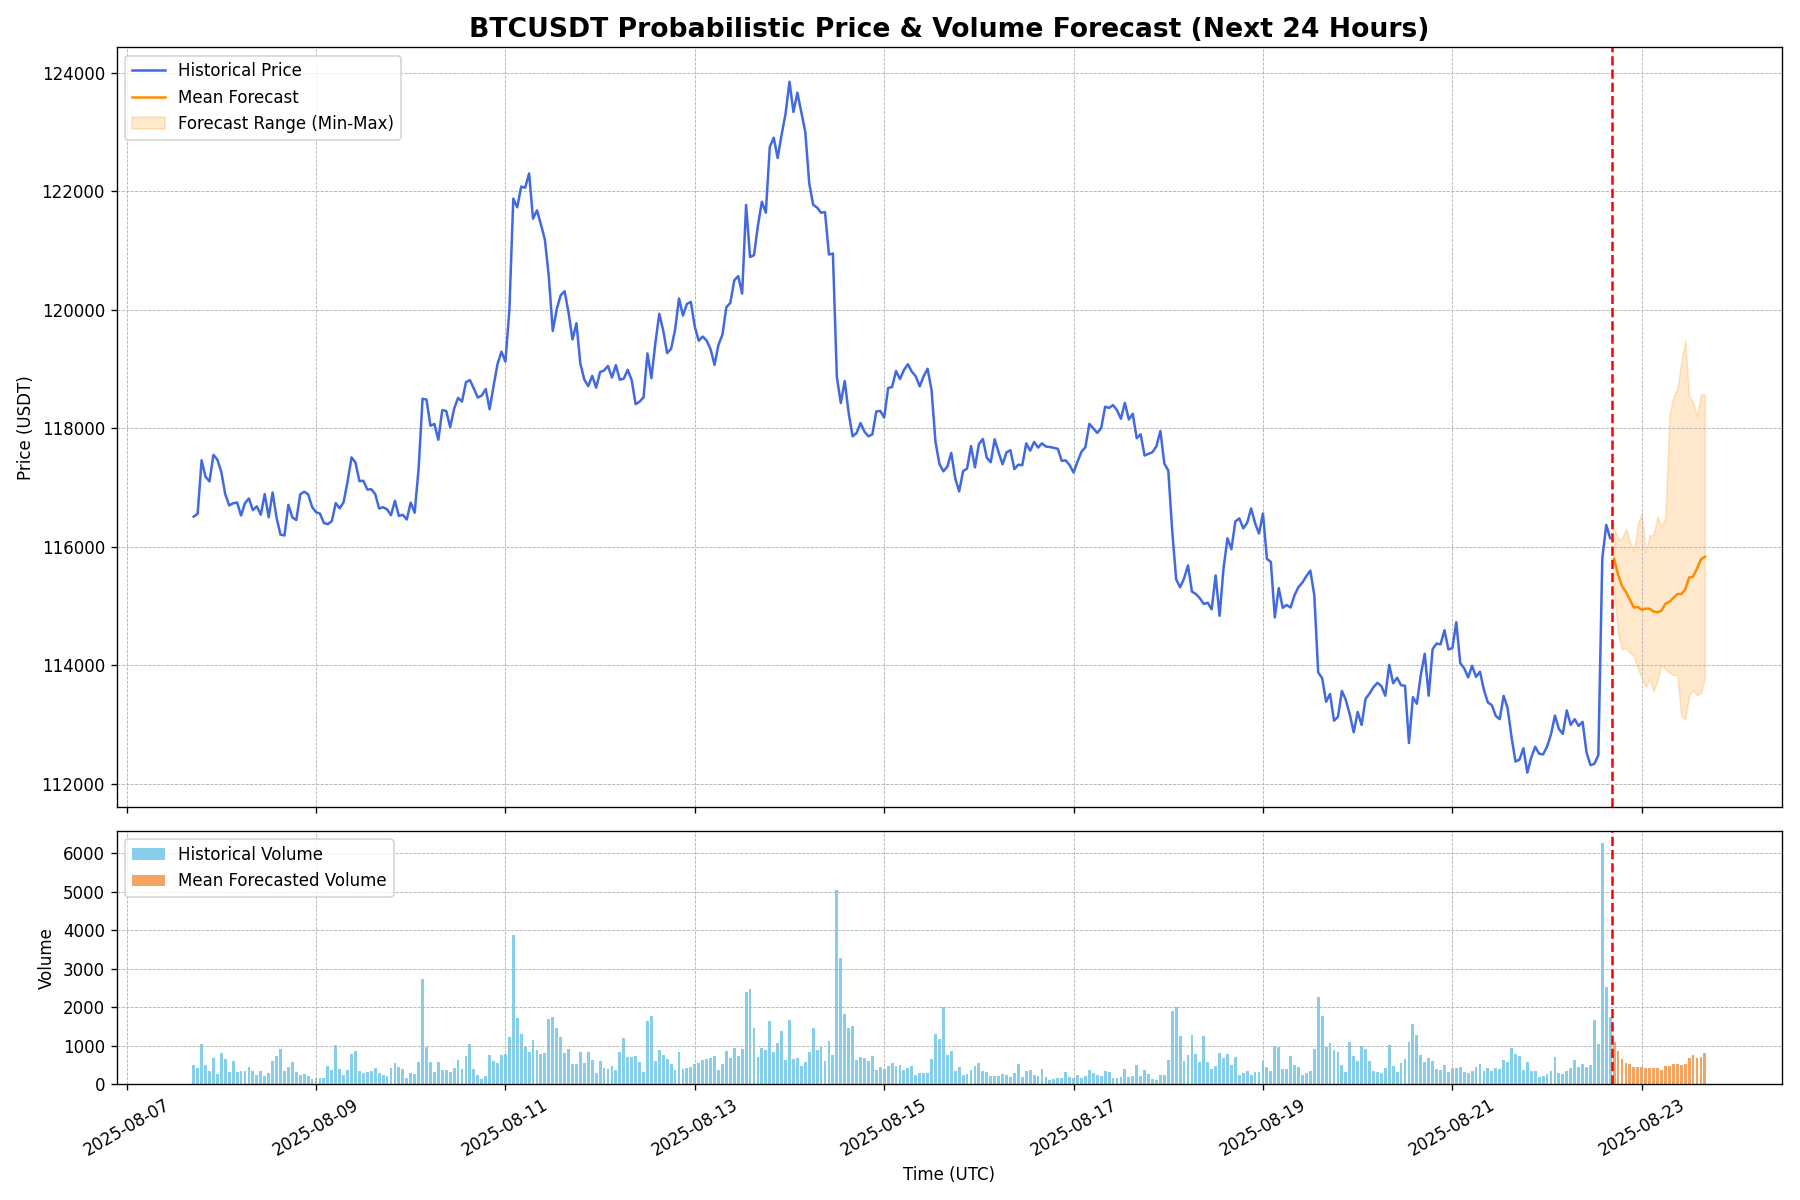 BTCUSDT Probabilistic Price & Volume Forecast (Next 24 Hours)
Historical Price
Mean Forecast
Forecast Range (Min-Max)
Price (USDT)
124000
122000
120000
118000
116000
114000
112000
Historical Volume
Mean Forecasted Volume
Volume
6000
5000
4000
3000
2000
1000
0
2025-08-07
2025-08-09
2025-08-11
2025-08-13
2025-08-15
2025-08-17
2025-08-19
2025-08-21
2025-08-23
Time (UTC)